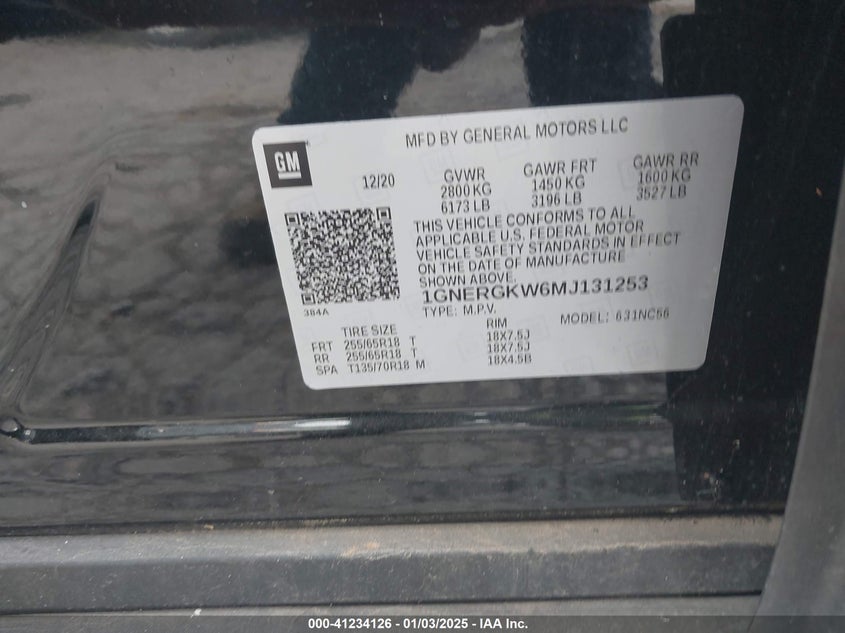 MFD BY GENERAL MOTORS LLC
GM
12/20
GVWR GAWR FRT GAWR RR
2800 KG 1450 KG 1600 KG
6173 LB 3196 LB 3527 LB
THIS VEHICLE CONFORMS TO ALL
APPLICABLE U.S. FEDERAL MOTOR
VEHICLE SAFETY STANDARDS IN EFFECT
ON THE DATE OF MANUFACTURE
SHOWN ABOVE.
1GNERGKW6MJ131253
384A
TYPE: M.P.V. MODEL: 631NC56
TIRE SIZE RIM
FRT 255/65R18 T 18X7.5J
RR 255/65R18 T 18X7.5J
SPA T135/70R18 M 18X4.5B
000-41234126 - 01/03/2025 - IAA Inc.